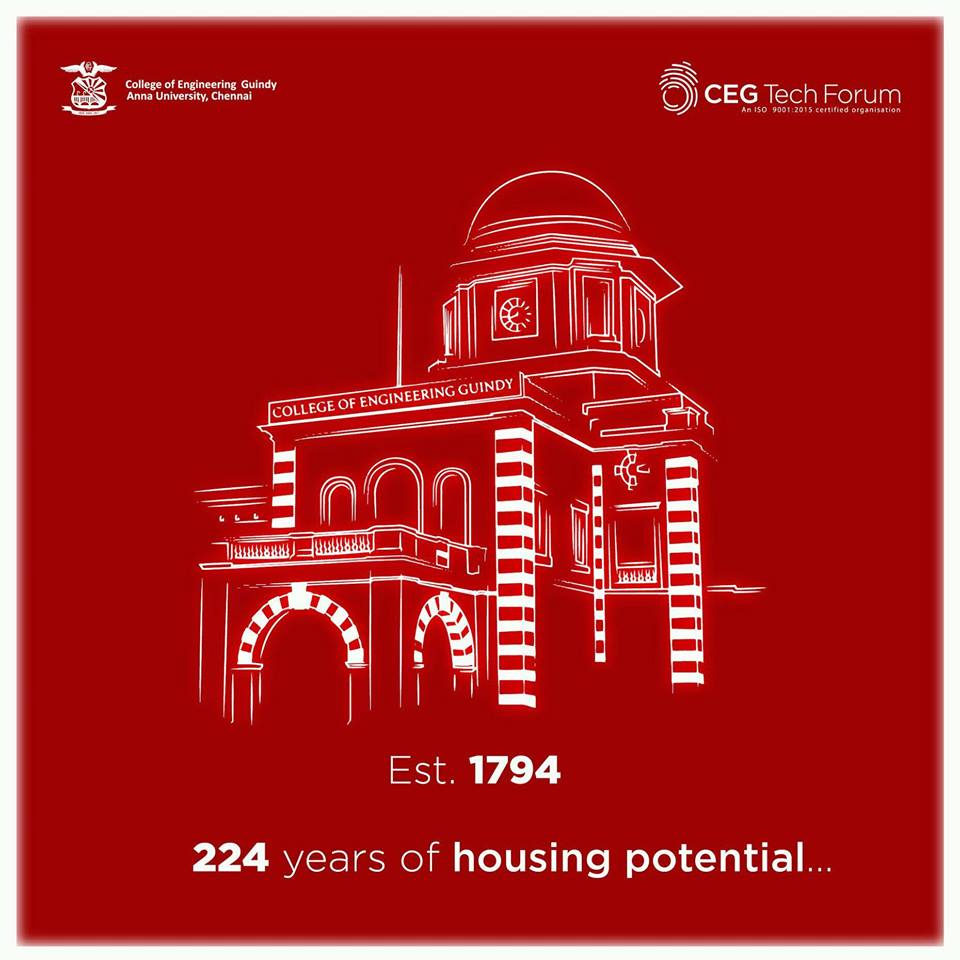 College of Engineering Guindy
Anna University, Chennai
CEG Tech Forum
An ISO 9001:2015 certified organisation
COLLEGE OF ENGINEERING GUINDY
Est. 1794
224 years of housing potential...